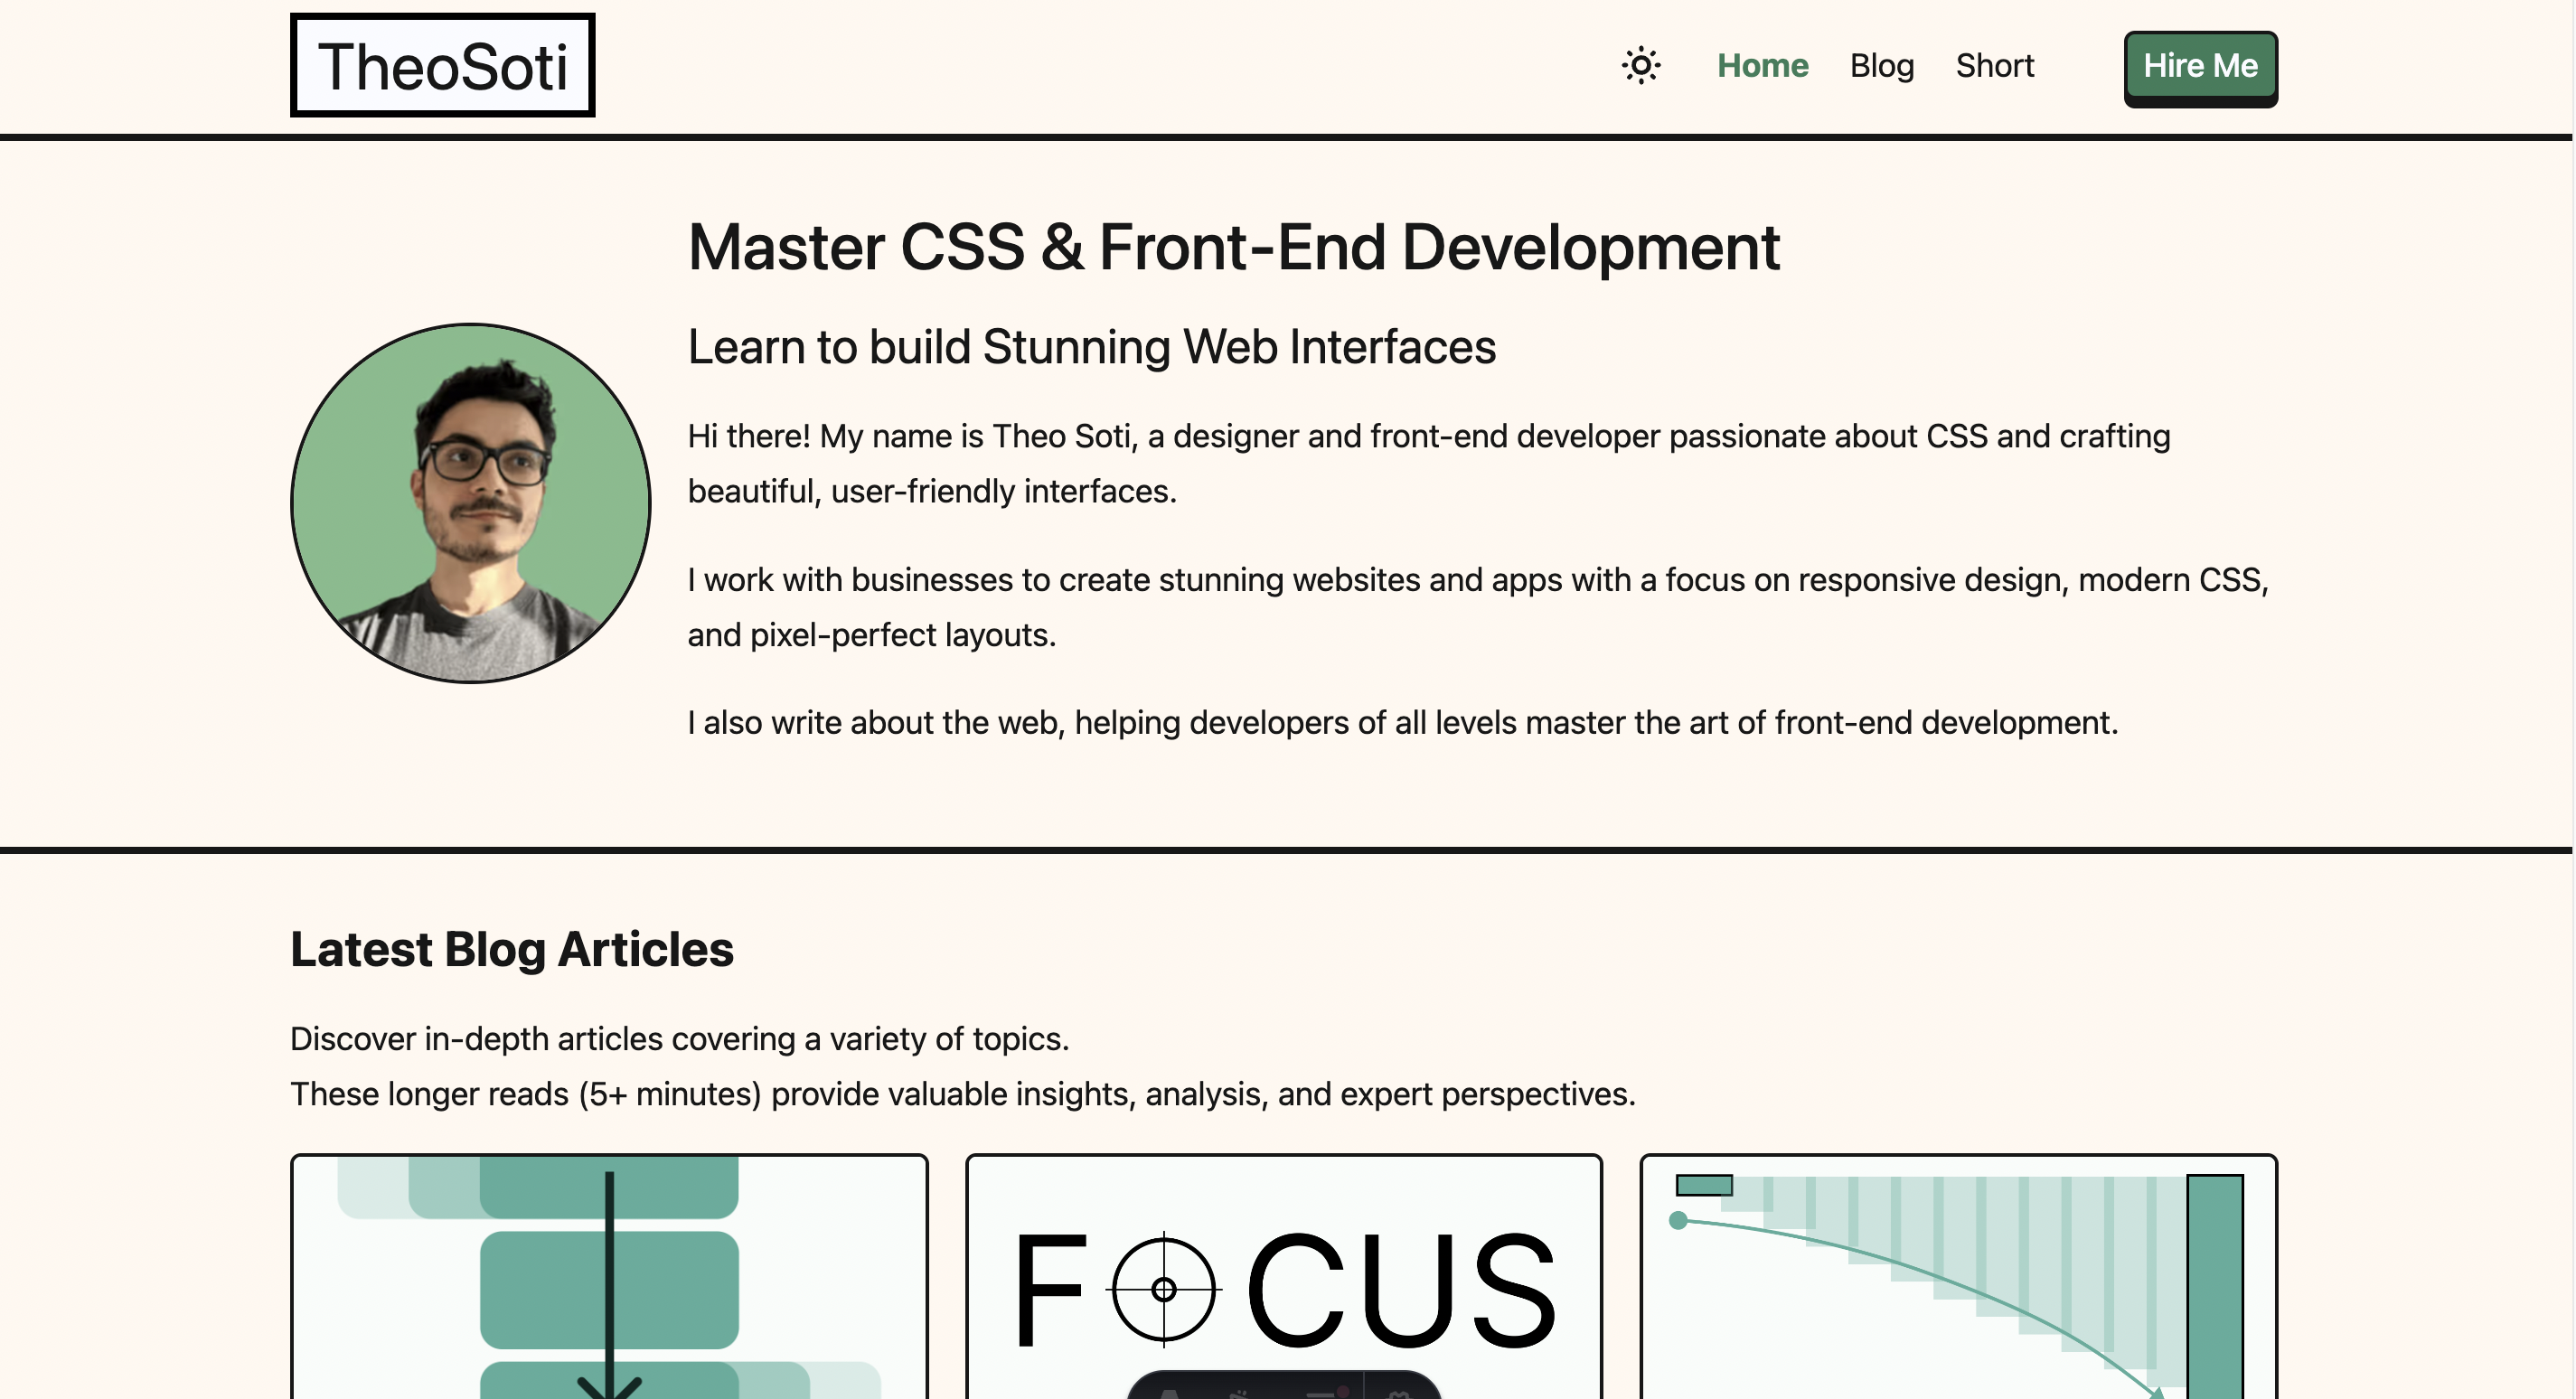 TheoSoti
Home Blog Short Hire Me
Master CSS & Front-End Development
Learn to build Stunning Web Interfaces
Hi there! My name is Theo Soti, a designer and front-end developer passionate about CSS and crafting
beautiful, user-friendly interfaces.
I work with businesses to create stunning websites and apps with a focus on responsive design, modern CSS,
and pixel-perfect layouts.
I also write about the web, helping developers of all levels master the art of front-end development.
Latest Blog Articles
Discover in-depth articles covering a variety of topics.
These longer reads (5+ minutes) provide valuable insights, analysis, and expert perspectives.
FOCUS